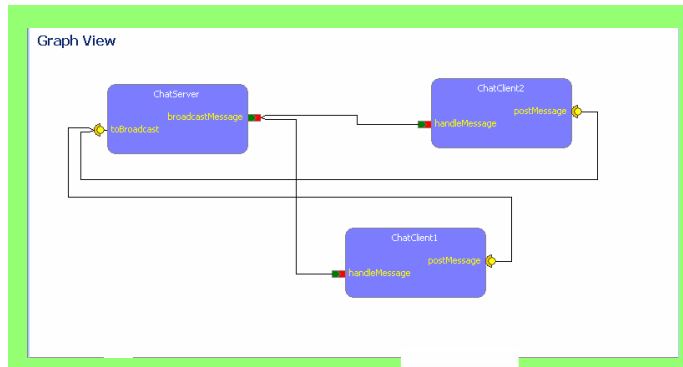 Graph View
ChatServer
broadcastMessage
toBroadcast
ChatClient2
postMessage
handleMessage
ChatClient1
postMessage
handleMessage